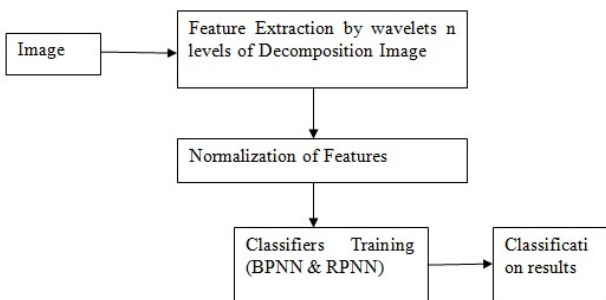 Image
Feature Extraction by wavelets n
levels of Decomposition Image
Normalization of Features
Classifiers Training
(BPNN & RPNN)
Classificati
on results